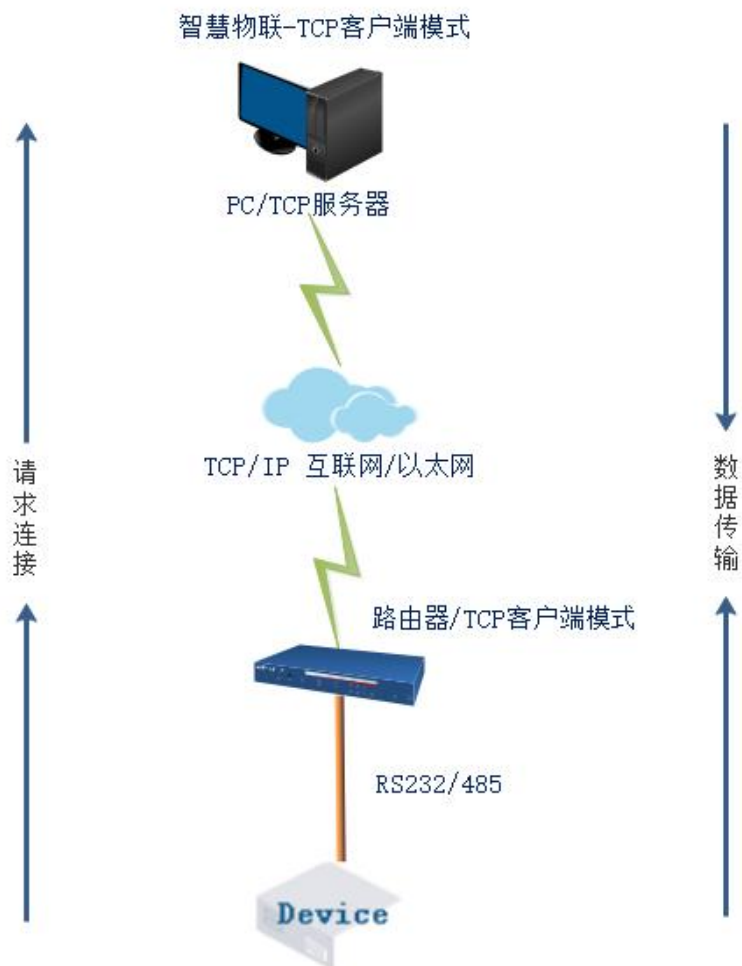 智慧物联-TCP客户端模式
PC/TCP服务器
TCP/IP 互联网/以太网
请求连接
数据传输
路由器/TCP客户端模式
RS232/485
Device